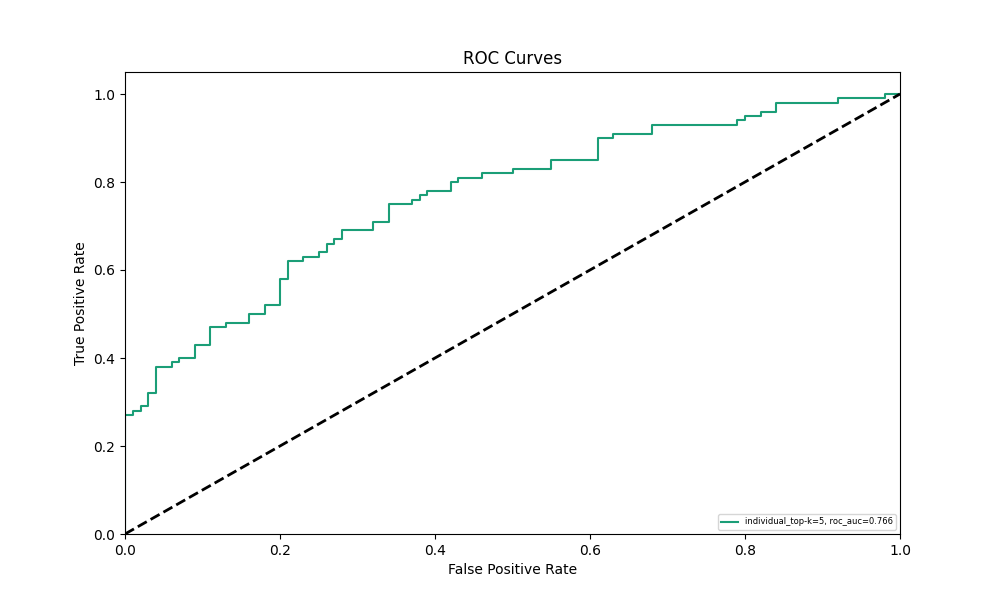 ROC Curves
True Positive Rate
1.0
0.8
0.6
0.4
0.2
0.0
0.0 0.2 0.4 0.6 0.8 1.0
False Positive Rate
individual_top-k=5, roc_auc=0.766